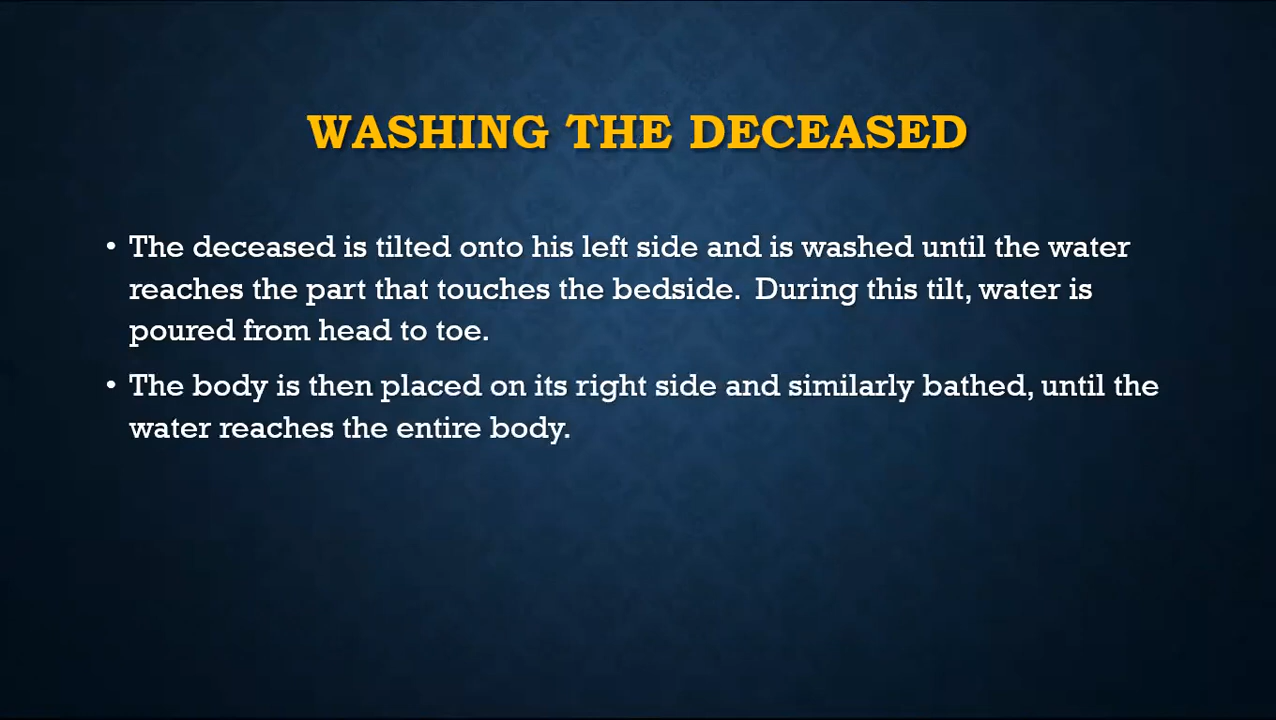 WASHING THE DECEASED
• The deceased is tilted onto his left side and is washed until the water
reaches the part that touches the bedside.  During this tilt, water is
poured from head to toe.
• The body is then placed on its right side and similarly bathed, until the
water reaches the entire body.